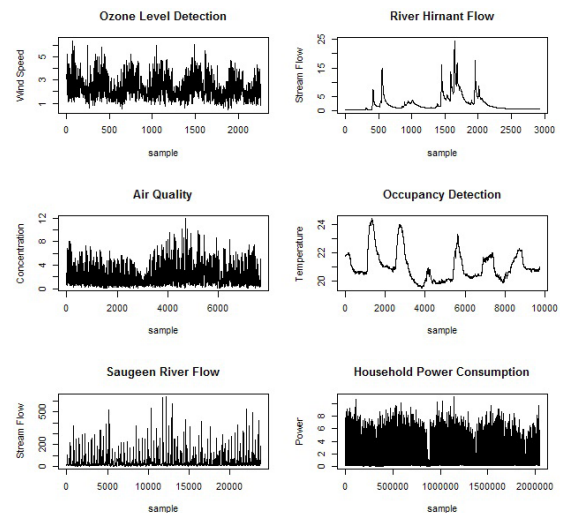 Ozone Level Detection
Wind Speed
1 3 5
0 500 1000 1500 2000
sample
River Hirnant Flow
Stream Flow
0 5 15 25
0 500 1000 1500 2000 2500 3000
sample
Air Quality
Concentration
0 4 8 12
0 2000 4000 6000
sample
Occupancy Detection
Temperature
20 22 24
0 2000 4000 6000 8000 10000
sample
Saugeen River Flow
Stream Flow
0 200 500
0 5000 10000 15000 20000
sample
Household Power Consumption
Power
0 2 4 6 8
0 500000 1000000 1500000 2000000
sample